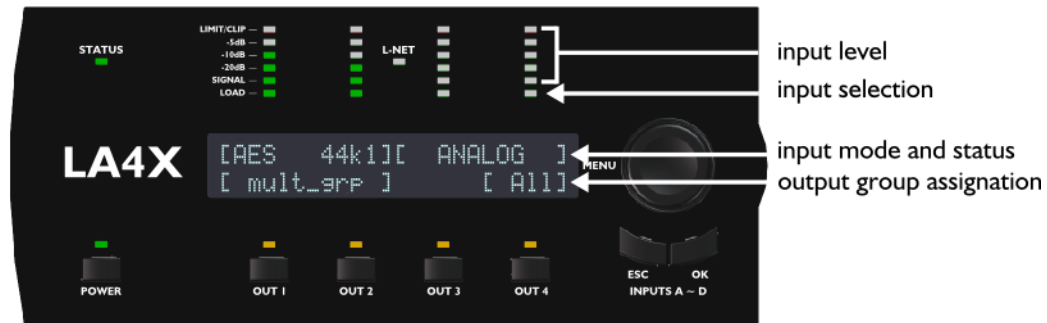 LIMIT/CLIP
-5dB
-10dB
-20dB
SIGNAL
LOAD
STATUS
L-NET
input level
input selection
LA4X
[AES 44k1][ ANALOG ]
[ mult_grp ] [ All]
MENU
input mode and status
output group assignation
POWER
OUT 1
OUT 2
OUT 3
OUT 4
ESC OK
INPUTS A ~ D